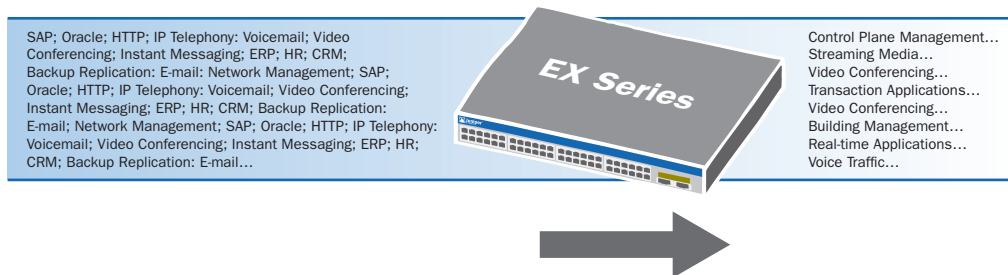 SAP; Oracle; HTTP; IP Telephony: Voicemail; Video
Conferencing; Instant Messaging; ERP; HR; CRM;
Backup Replication: E-mail: Network Management; SAP;
Oracle; HTTP; IP Telephony: Voicemail; Video Conferencing;
Instant Messaging; ERP; HR; CRM; Backup Replication:
E-mail; Network Management; SAP; Oracle; HTTP; IP Telephony:
Voicemail; Video Conferencing; Instant Messaging; ERP; HR;
CRM; Backup Replication: E-mail...
EX Series
Control Plane Management...
Streaming Media...
Video Conferencing...
Transaction Applications...
Video Conferencing...
Building Management...
Real-time Applications...
Voice Traffic...